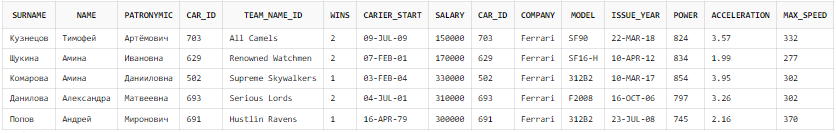 SURNAME NAME PATRONYMIC CAR_ID TEAM_NAME_ID WINS CARIER_START SALARY CAR_ID COMPANY MODEL ISSUE_YEAR POWER ACCELERATION MAX_SPEED
Кузнецов Тимофей Артёмович 703 All Camels 2 09-JUL-09 150000 703 Ferrari SF90 22-MAR-18 824 3.57 332
Щукина Амина Ивановна 629 Renowned Watchmen 2 07-FEB-01 170000 629 Ferrari SF16-H 10-APR-12 834 1.99 277
Комарова Амина Данииловна 502 Supreme Skywalkers 1 03-FEB-04 330000 502 Ferrari 312B2 10-MAR-17 854 3.95 302
Данилова Александра Матвеевна 693 Serious Lords 2 04-JUL-01 310000 693 Ferrari F2008 16-OCT-06 797 3.26 302
Попов Андрей Миронович 691 Hustlin Ravens 1 16-APR-79 300000 691 Ferrari 312B2 23-JUL-08 745 2.16 370